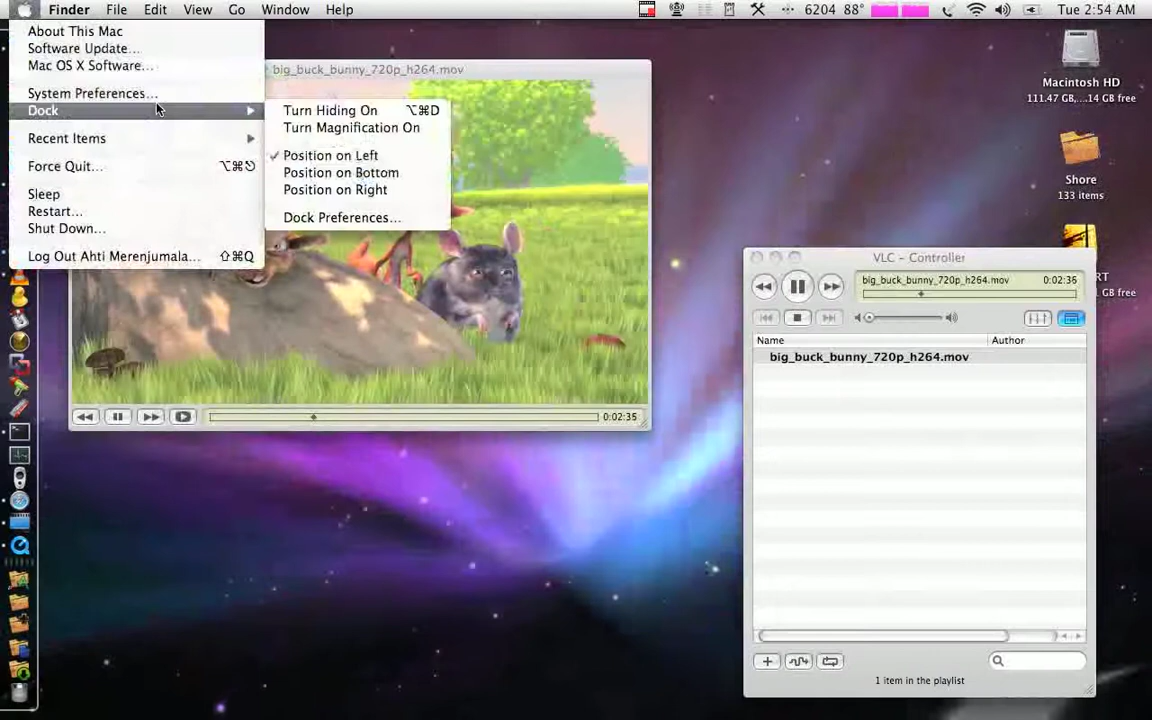 Finder File Edit View Go Window Help 6204 88° Tue 2:54 AM
About This Mac
Software Update...
Mac OS X Software...
System Preferences...
Dock
Recent Items
Force Quit... ⌥⌘⎋
Sleep
Restart...
Shut Down...
Log Out Ahti Merenjumala... ⇧⌘Q
Turn Hiding On ⌥⌘D
Turn Magnification On
✓ Position on Left
Position on Bottom
Position on Right
Dock Preferences...
big_buck_bunny_720p_h264.mov
0:02:35
Macintosh HD
111.47 GB, ...14 GB free
Shore
133 items
VLC – Controller
big_buck_bunny_720p_h264.mov 0:02:36
Name Author
big_buck_bunny_720p_h264.mov
1 item in the playlist